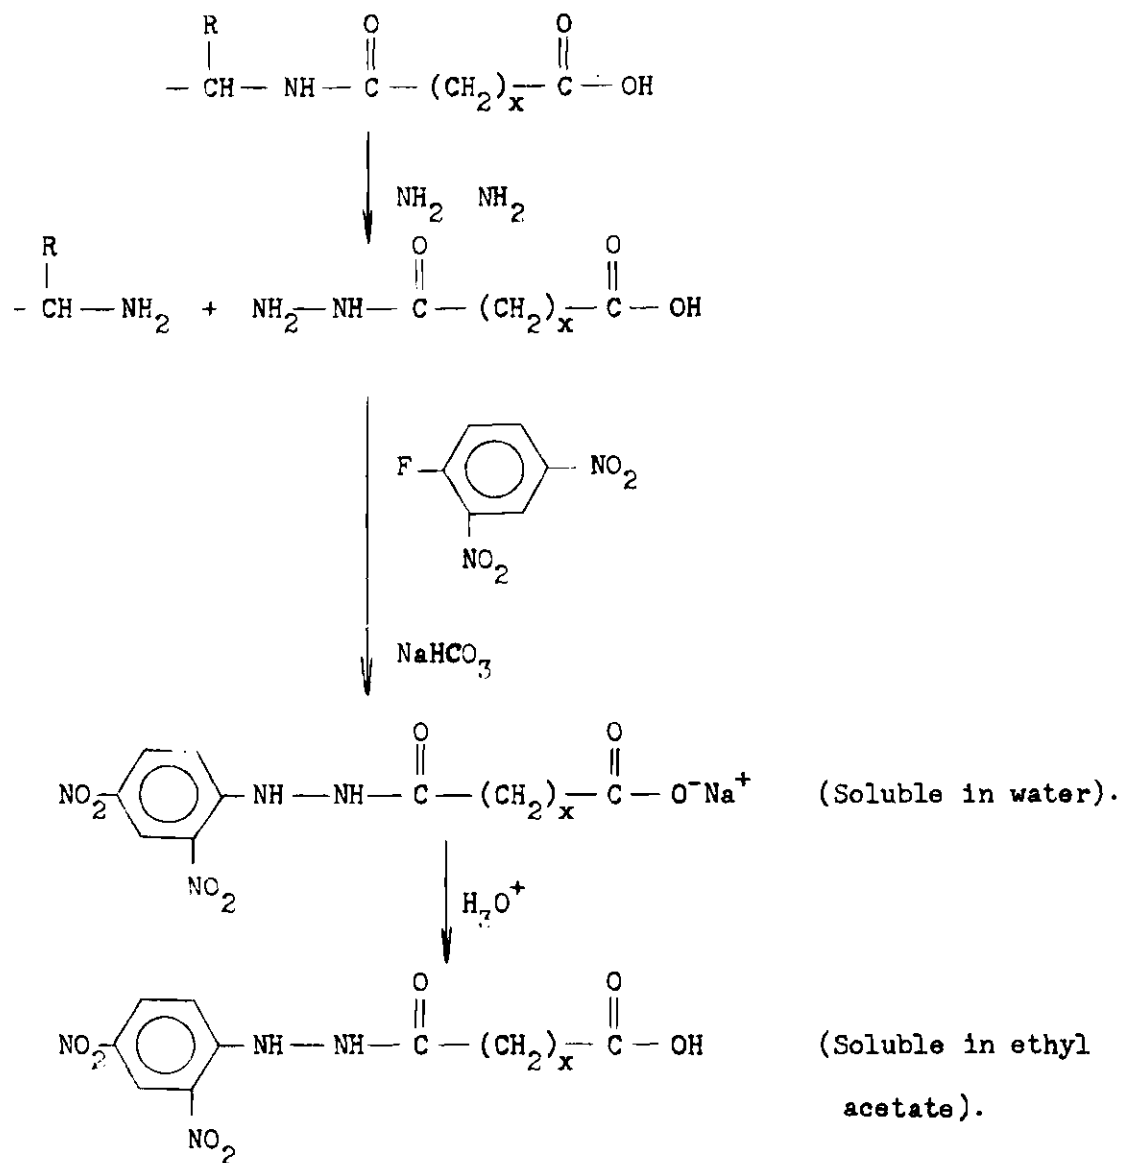 R O O
— CH — NH — C — (CH₂)ₓ — C — OH
NH₂ NH₂
R O O
- CH — NH₂ + NH₂ — NH — C — (CH₂)ₓ — C — OH
F NO₂
NO₂
NaHCO₃
O O
NO₂ NH — NH — C — (CH₂)ₓ — C — O⁻Na⁺ (Soluble in water).
NO₂
H₃O⁺
O O
NO₂ NH — NH — C — (CH₂)ₓ — C — OH (Soluble in ethyl
acetate).
NO₂